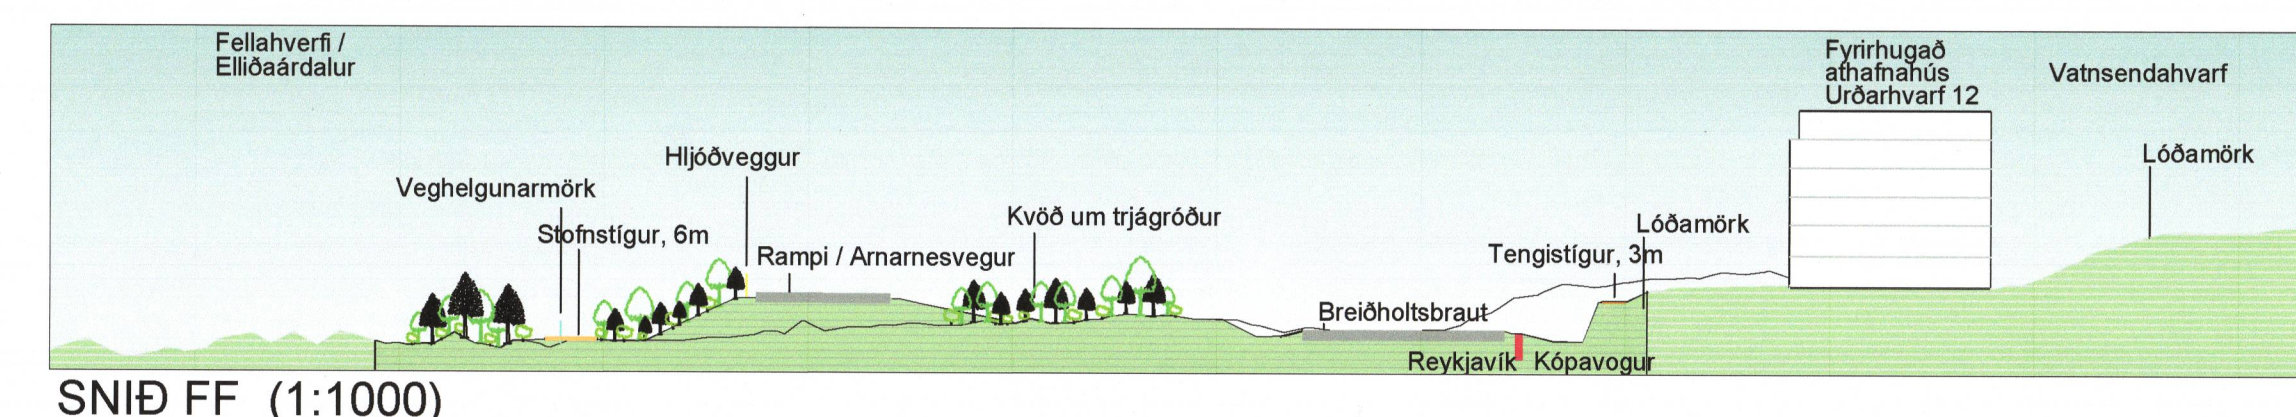 Fellahverfi /
Elliðaárdalur
Fyrirhugað
athafnahús
Urðarhvarf 12
Vatnsendahvarf
Hljóðveggur
Lóðamörk
Veghelgunarmörk
Kvöð um trjágróður
Lóðamörk
Stofnstígur, 6m
Rampi / Arnarnesvegur
Tengistígur, 3m
Breiðholtsbraut
Reykjavík
Kópavogur
SNIÐ FF (1:1000)